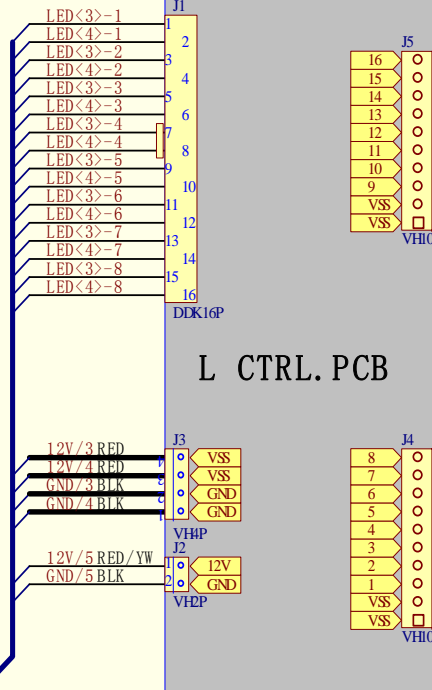 J1
LED<3>-1 1
LED<4>-1 2
LED<3>-2 3
LED<4>-2 4
LED<3>-3 5
LED<4>-3 6
LED<3>-4 7
LED<4>-4 8
LED<3>-5 9
LED<4>-5 10
LED<3>-6 11
LED<4>-6 12
LED<3>-7 13
LED<4>-7 14
LED<3>-8 15
LED<4>-8 16
DDK16P
J5
16
15
14
13
12
11
10
9
VSS
VSS
VH10
L CTRL.PCB
J3
12V/3 RED 4 VSS
12V/4 RED 3 VSS
GND/3 BLK 2 GND
GND/4 BLK 1 GND
VH4P
J2
12V/5 RED/YW 1 12V
GND/5 BLK 2 GND
VH2P
J4
8
7
6
5
4
3
2
1
VSS
VSS
VH10